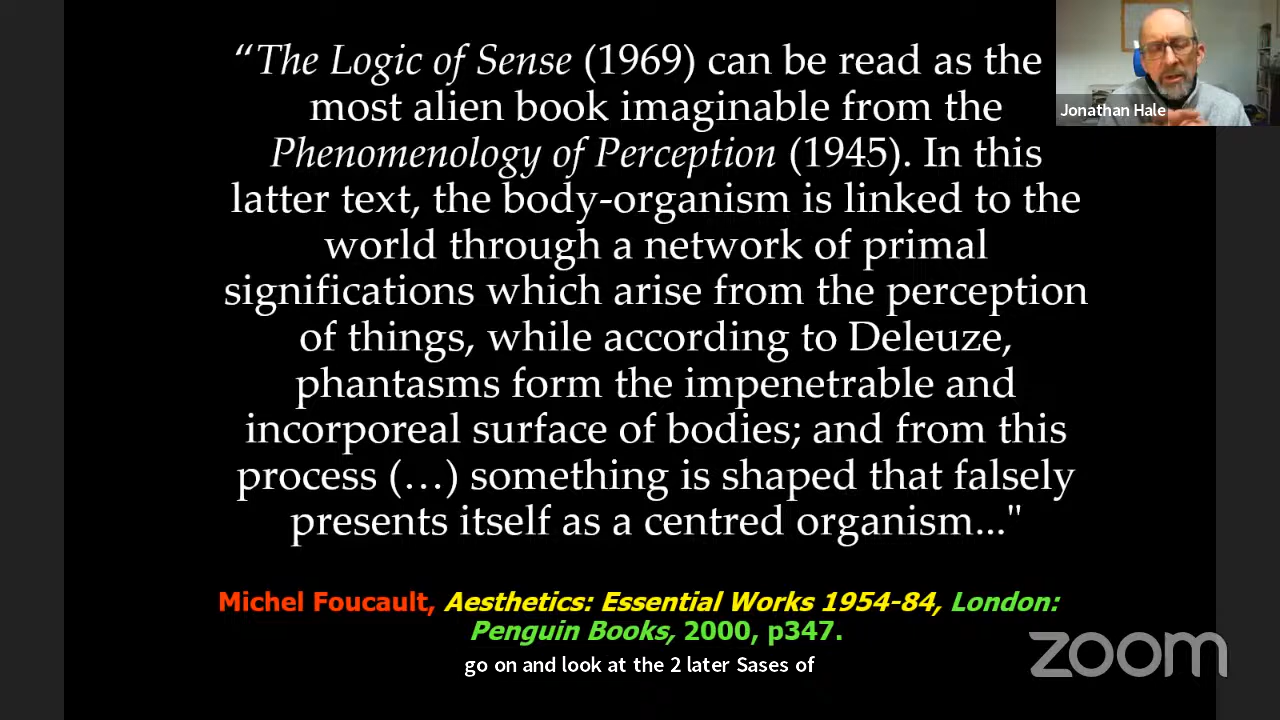 “The Logic of Sense (1969) can be read as the
most alien book imaginable from the
Phenomenology of Perception (1945). In this
latter text, the body-organism is linked to the
world through a network of primal
significations which arise from the perception
of things, while according to Deleuze,
phantasms form the impenetrable and
incorporeal surface of bodies; and from this
process (…) something is shaped that falsely
presents itself as a centred organism..."
Jonathan Hale
Michel Foucault, Aesthetics: Essential Works 1954-84, London:
Penguin Books, 2000, p347.
go on and look at the 2 later Sases of
zoom